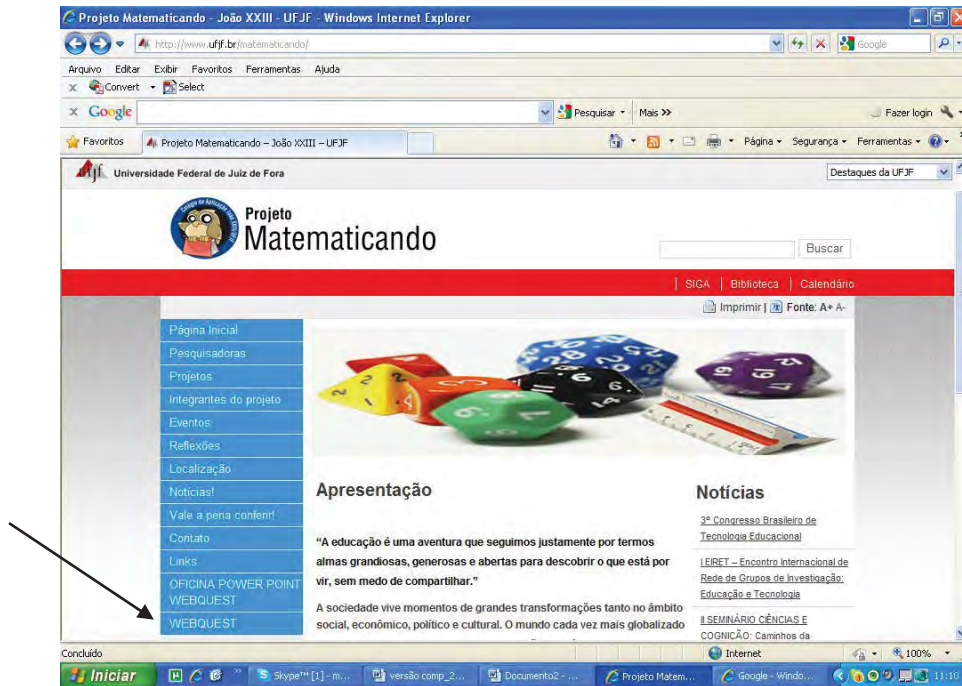 Projeto Matematicando - João XXIII - UFJF - Windows Internet Explorer
http://www.ufjf.br/matematicando/
Google
Arquivo Editar Exibir Favoritos Ferramentas Ajuda
x Convert Select
x Google Pesquisar Mais >> Fazer login
Favoritos Projeto Matematicando – João XXIII – UFJF Página Segurança Ferramentas
Universidade Federal de Juiz de Fora
Destaques da UFJF
Projeto
Matematicando
Buscar
SIGA | Biblioteca | Calendário
Imprimir | Fonte: A+ A-
Página Inicial
Pesquisadoras
Projetos
Integrantes do projeto
Eventos
Reflexões
Localização
Notícias!
Vale a pena conferir!
Contato
Links
OFICINA POWER POINT
WEBQUEST
WEBQUEST
Apresentação
“A educação é uma aventura que seguimos justamente por termos
almas grandiosas, generosas e abertas para descobrir o que está por
vir, sem medo de compartilhar.”
A sociedade vive momentos de grandes transformações tanto no âmbito
social, econômico, político e cultural. O mundo cada vez mais globalizado
Notícias
3º Congresso Brasileiro de
Tecnologia Educacional
I EIRET – Encontro Internacional de
Rede de Grupos de Investigação:
Educação e Tecnologia
II SEMINÁRIO CIÊNCIAS E
COGNIÇÃO: Caminhos da
Concluído Internet 100%
Iniciar Skype™ [1] - m... versão comp_2... Documento2 - ... Projeto Matem... Google - Windo... 11:10